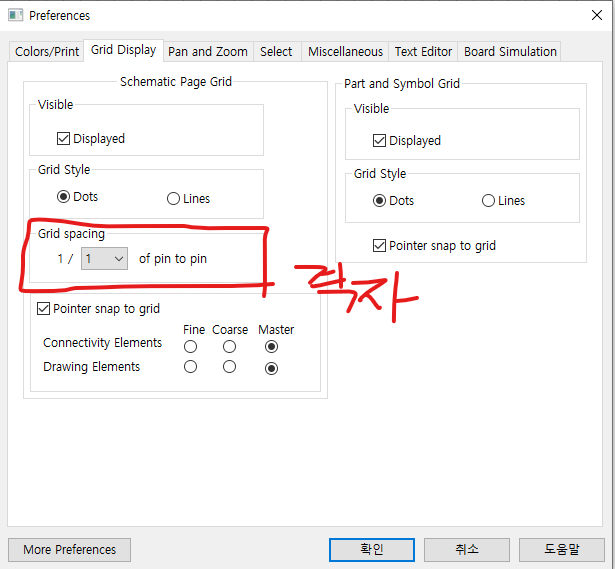 Preferences
Colors/Print Grid Display Pan and Zoom Select Miscellaneous Text Editor Board Simulation
Schematic Page Grid
Visible
Displayed
Grid Style
Dots Lines
Grid spacing
1 / 1 of pin to pin
Pointer snap to grid
Fine Coarse Master
Connectivity Elements
Drawing Elements
Part and Symbol Grid
Visible
Displayed
Grid Style
Dots Lines
Pointer snap to grid
격자
More Preferences 확인 취소 도움말